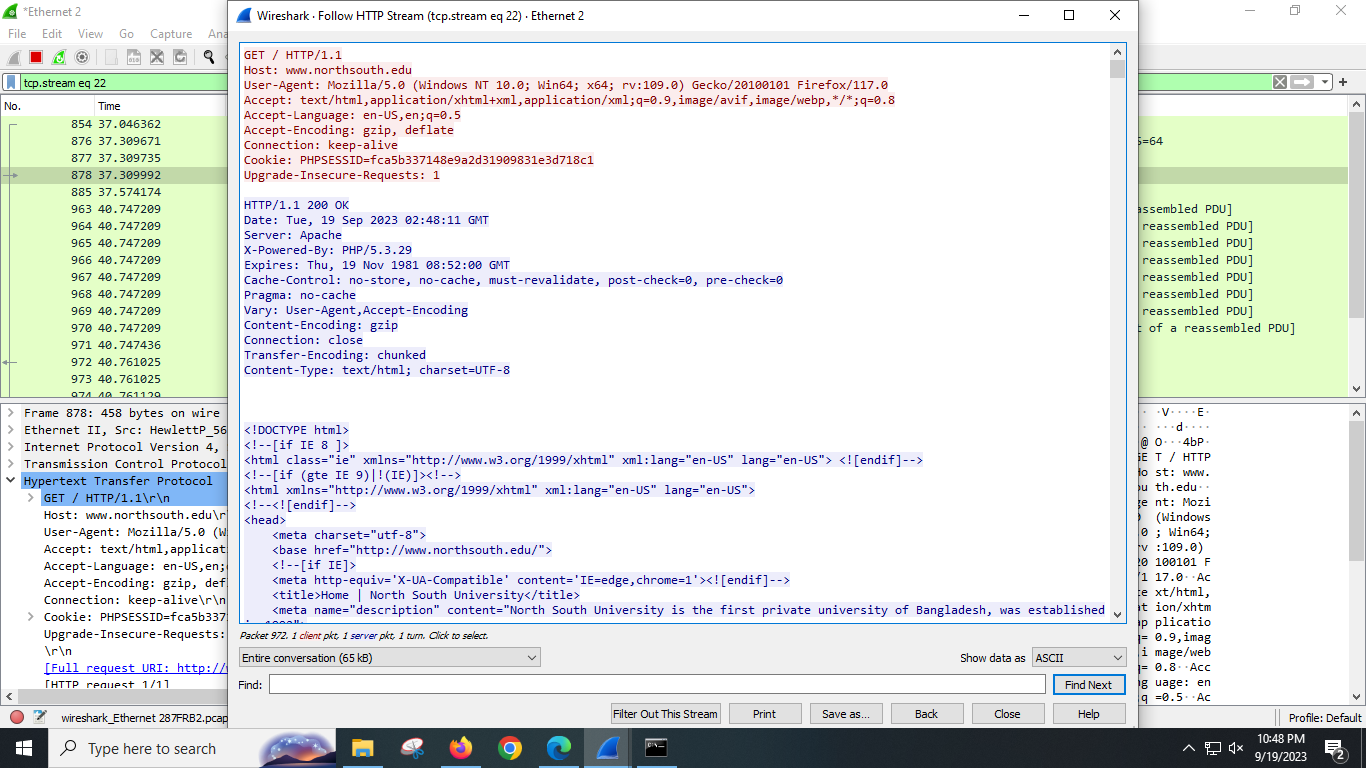 *Ethernet 2
File Edit View Go Capture Ana
tcp.stream eq 22
No. Time
854 37.046362
876 37.309671
877 37.309735
878 37.309992
885 37.574174
963 40.747209
964 40.747209
965 40.747209
966 40.747209
967 40.747209
968 40.747209
969 40.747209
970 40.747209
971 40.747436
972 40.761025
973 40.761025
974 40.761129
Frame 878: 458 bytes on wire
Ethernet II, Src: HewlettP_56
Internet Protocol Version 4,
Transmission Control Protocol
Hypertext Transfer Protocol
GET / HTTP/1.1\r\n
Host: www.northsouth.edu\r
User-Agent: Mozilla/5.0 (W
Accept: text/html,applicat
Accept-Language: en-US,en;
Accept-Encoding: gzip, def
Connection: keep-alive\r\n
Cookie: PHPSESSID=fca5b337
Upgrade-Insecure-Requests:
\r\n
[Full request URI: http://w
[HTTP request 1/1]
wireshark_Ethernet 287FRB2.pcap
Wireshark · Follow HTTP Stream (tcp.stream eq 22) · Ethernet 2
GET / HTTP/1.1
Host: www.northsouth.edu
User-Agent: Mozilla/5.0 (Windows NT 10.0; Win64; x64; rv:109.0) Gecko/20100101 Firefox/117.0
Accept: text/html,application/xhtml+xml,application/xml;q=0.9,image/avif,image/webp,*/*;q=0.8
Accept-Language: en-US,en;q=0.5
Accept-Encoding: gzip, deflate
Connection: keep-alive
Cookie: PHPSESSID=fca5b337148e9a2d31909831e3d718c1
Upgrade-Insecure-Requests: 1
HTTP/1.1 200 OK
Date: Tue, 19 Sep 2023 02:48:11 GMT
Server: Apache
X-Powered-By: PHP/5.3.29
Expires: Thu, 19 Nov 1981 08:52:00 GMT
Cache-Control: no-store, no-cache, must-revalidate, post-check=0, pre-check=0
Pragma: no-cache
Vary: User-Agent,Accept-Encoding
Content-Encoding: gzip
Connection: close
Transfer-Encoding: chunked
Content-Type: text/html; charset=UTF-8
<!DOCTYPE html>
<!--[if IE 8 ]>
<html class="ie" xmlns="http://www.w3.org/1999/xhtml" xml:lang="en-US" lang="en-US"> <![endif]-->
<!--[if (gte IE 9)|!(IE)]><!-->
<html xmlns="http://www.w3.org/1999/xhtml" xml:lang="en-US" lang="en-US">
<!--<![endif]-->
<head>
<meta charset="utf-8">
<base href="http://www.northsouth.edu/">
<!--[if IE]>
<meta http-equiv='X-UA-Compatible' content='IE=edge,chrome=1'><![endif]-->
<title>Home | North South University</title>
<meta name="description" content="North South University is the first private university of Bangladesh, was established
Packet 972. 1 client pkt, 1 server pkt, 1 turn. Click to select.
Entire conversation (65 kB)
Show data as ASCII
Find:
Find Next
Filter Out This Stream Print Save as... Back Close Help
S=64
assembled PDU]
reassembled PDU]
reassembled PDU]
reassembled PDU]
reassembled PDU]
reassembled PDU]
reassembled PDU]
t of a reassembled PDU]
·V····E·
···d····
@ O···4bP·
GE T / HTTP
Ho st: www.
ou th.edu··
ge nt: Mozi
0 (Windows
.0 ; Win64;
rv :109.0)
20 100101 F
/1 17.0··Ac
te xt/html,
at ion/xhtm
ap plicatio
q= 0.9,imag
,i mage/web
q= 0.8··Acc
ng uage: en
;q =0.5··Ac
Profile: Default
Type here to search
10:48 PM
9/19/2023
2